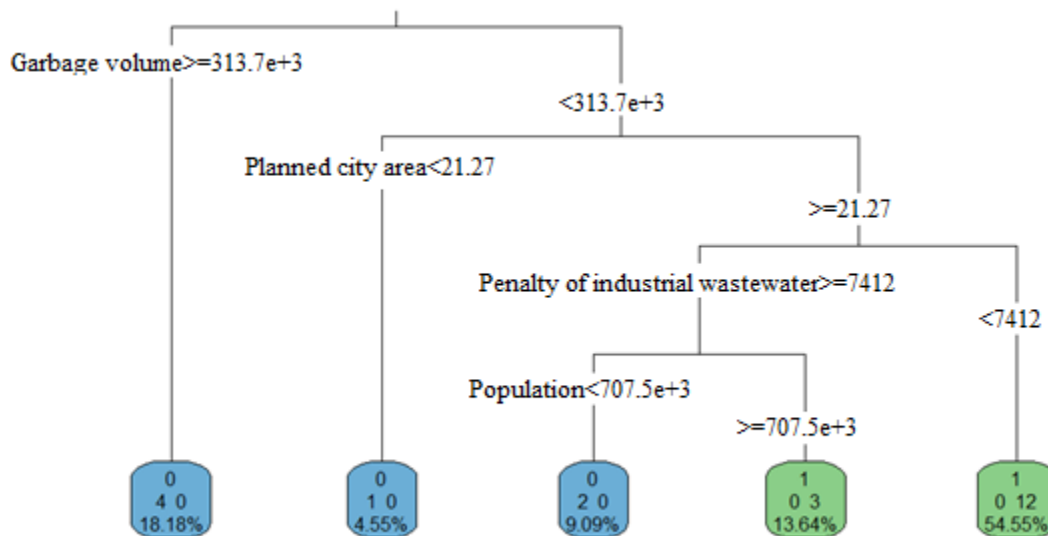 Garbage volume>=313.7e+3
<313.7e+3
Planned city area<21.27
>=21.27
Penalty of industrial wastewater>=7412
<7412
Population<707.5e+3
>=707.5e+3
0
4 0
18.18%
0
1 0
4.55%
0
2 0
9.09%
1
0 3
13.64%
1
0 12
54.55%